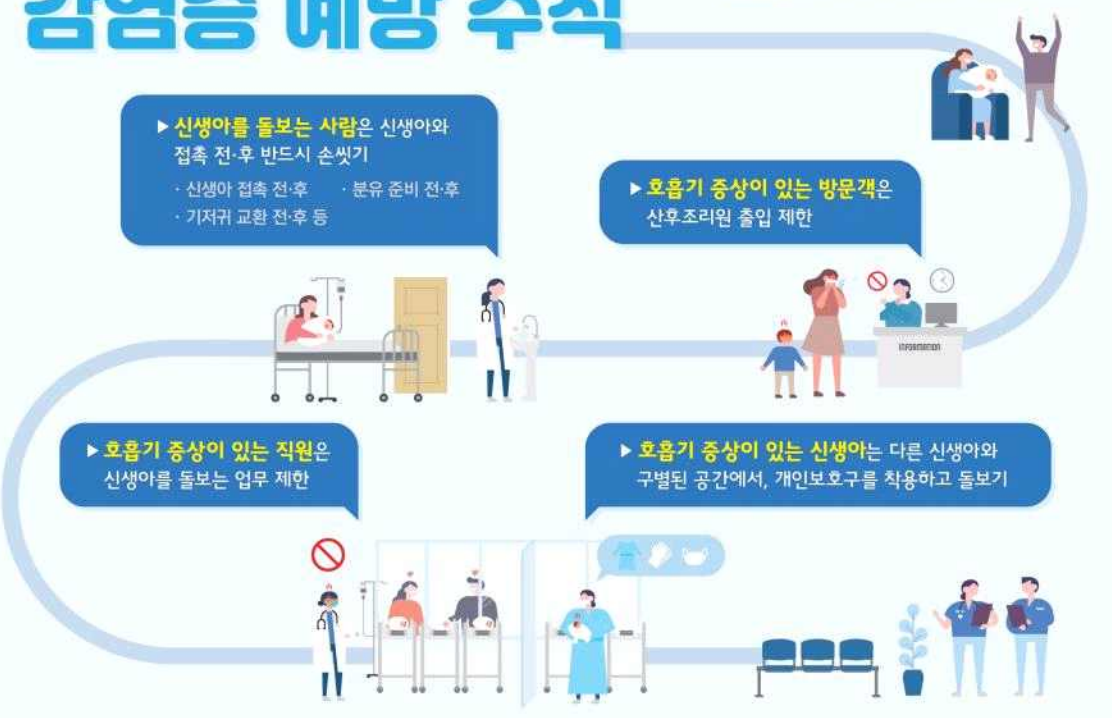 감염증 예방 수칙
▶ 신생아를 돌보는 사람은 신생아와
접촉 전·후 반드시 손씻기
· 신생아 접촉 전·후 · 분유 준비 전·후
· 기저귀 교환 전·후 등
▶ 호흡기 증상이 있는 방문객은
산후조리원 출입 제한
INFORMATION
▶ 호흡기 증상이 있는 직원은
신생아를 돌보는 업무 제한
▶ 호흡기 증상이 있는 신생아는 다른 신생아와
구별된 공간에서, 개인보호구를 착용하고 돌보기